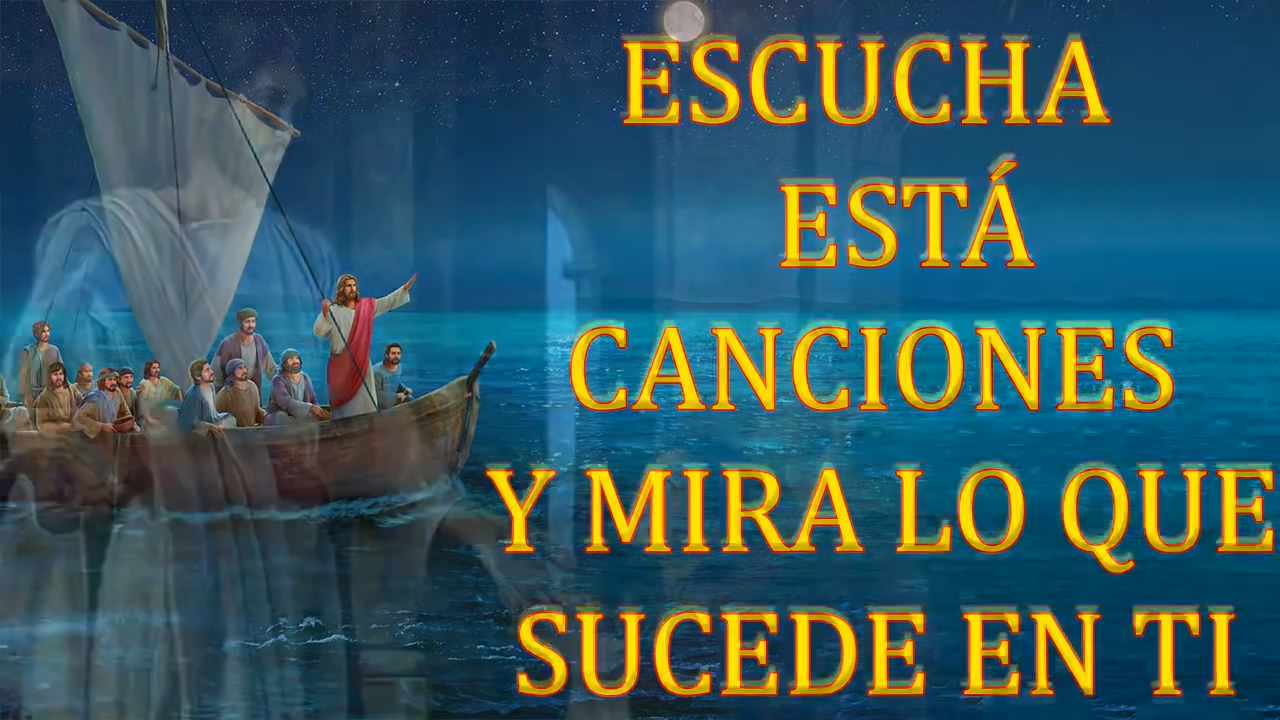 ESCUCHA
ESTÁ
CANCIONES
Y MIRA LO QUE
SUCEDE EN TI